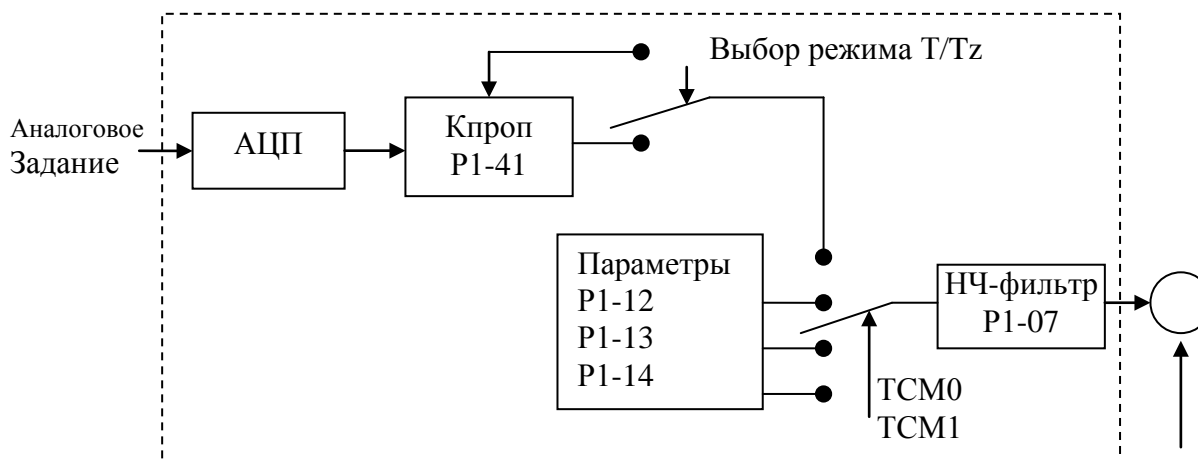 Выбор режима T/Tz
Аналоговое
Задание
АЦП
Кпроп
P1-41
Параметры
P1-12
P1-13
P1-14
НЧ-фильтр
P1-07
TCM0
TCM1